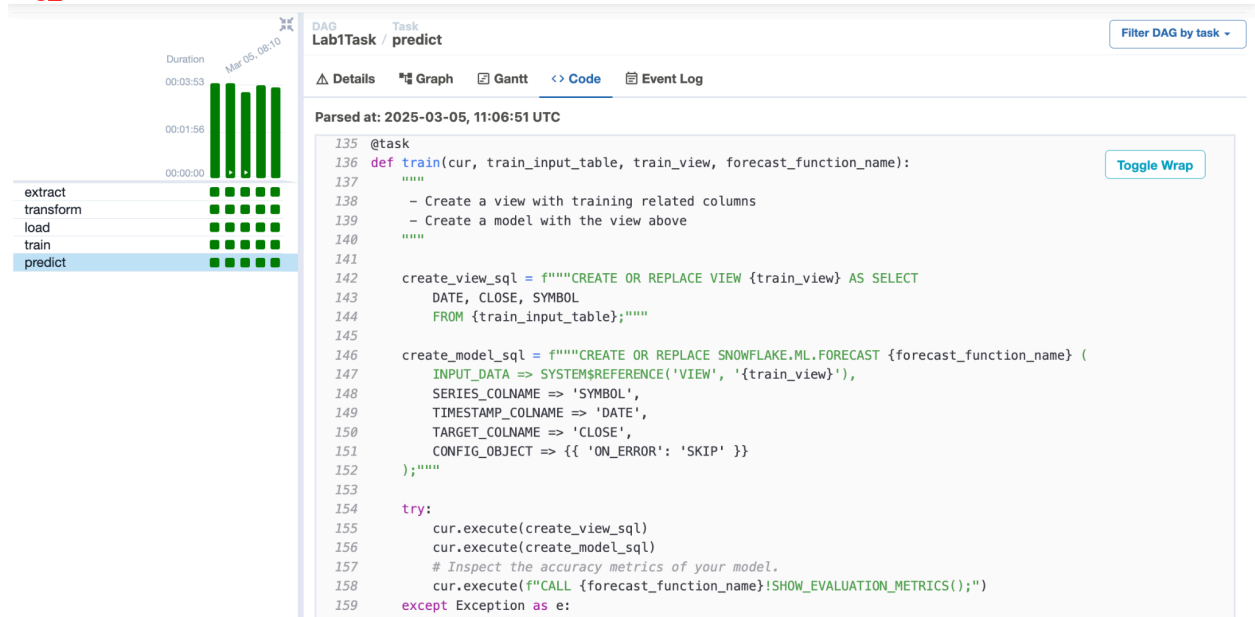 DAG
Lab1Task / predict
Task
Filter DAG by task
Duration
Mar 05, 08:10
00:03:53
00:01:56
00:00:00
extract
transform
load
train
predict
Details
Graph
Gantt
<> Code
Event Log
Parsed at: 2025-03-05, 11:06:51 UTC
Toggle Wrap
135 @task
136 def train(cur, train_input_table, train_view, forecast_function_name):
137     """
138      - Create a view with training related columns
139      - Create a model with the view above
140     """
141
142     create_view_sql = f"""CREATE OR REPLACE VIEW {train_view} AS SELECT
143         DATE, CLOSE, SYMBOL
144         FROM {train_input_table};"""
145
146     create_model_sql = f"""CREATE OR REPLACE SNOWFLAKE.ML.FORECAST {forecast_function_name} (
147         INPUT_DATA => SYSTEM$REFERENCE('VIEW', '{train_view}'),
148         SERIES_COLNAME => 'SYMBOL',
149         TIMESTAMP_COLNAME => 'DATE',
150         TARGET_COLNAME => 'CLOSE',
151         CONFIG_OBJECT => {{ 'ON_ERROR': 'SKIP' }}
152     );"""
153
154     try:
155         cur.execute(create_view_sql)
156         cur.execute(create_model_sql)
157         # Inspect the accuracy metrics of your model.
158         cur.execute(f"CALL {forecast_function_name}!SHOW_EVALUATION_METRICS();")
159     except Exception as e: